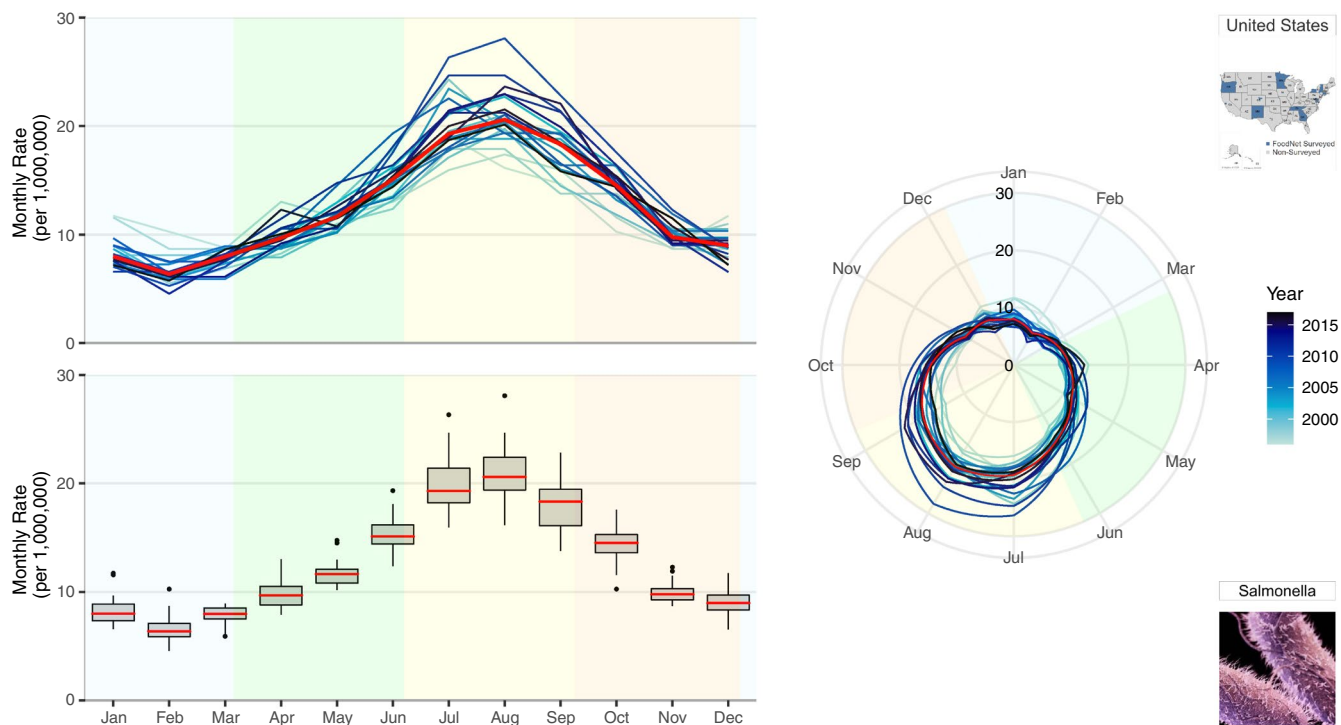 30
20
10
0
Monthly Rate
(per 1,000,000)
30
20
10
0
Monthly Rate
(per 1,000,000)
Jan Feb Mar Apr May Jun Jul Aug Sep Oct Nov Dec
Jan
Feb
Mar
Apr
May
Jun
Jul
Aug
Sep
Oct
Nov
Dec
30
20
10
0
United States
FoodNet Surveyed
Non-Surveyed
Year
2015
2010
2005
2000
Salmonella